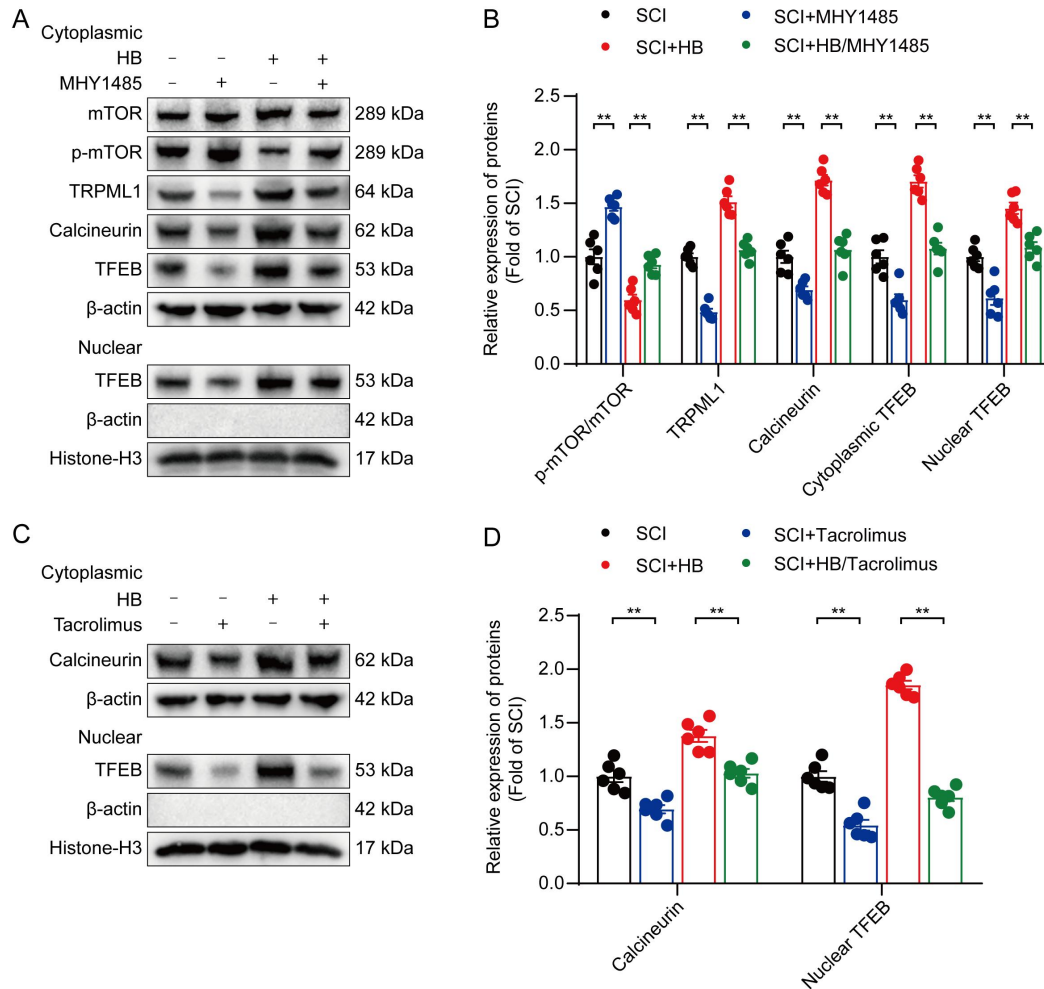 A
Cytoplasmic
HB - - + +
MHY1485 - + - +
mTOR 289 kDa
p-mTOR 289 kDa
TRPML1 64 kDa
Calcineurin 62 kDa
TFEB 53 kDa
β-actin 42 kDa
Nuclear
TFEB 53 kDa
β-actin 42 kDa
Histone-H3 17 kDa
B
SCI SCI+MHY1485
SCI+HB SCI+HB/MHY1485
Relative expression of proteins
(Fold of SCI)
2.5
2.0
1.5
1.0
0.5
0.0
** ** ** ** ** ** ** ** ** **
p-mTOR/mTOR
TRPML1
Calcineurin
Cytoplasmic TFEB
Nuclear TFEB
C
Cytoplasmic
HB - - + +
Tacrolimus - + - +
Calcineurin 62 kDa
β-actin 42 kDa
Nuclear
TFEB 53 kDa
β-actin 42 kDa
Histone-H3 17 kDa
D
SCI SCI+Tacrolimus
SCI+HB SCI+HB/Tacrolimus
Relative expression of proteins
(Fold of SCI)
2.5
2.0
1.5
1.0
0.5
0.0
** ** ** **
Calcineurin
Nuclear TFEB